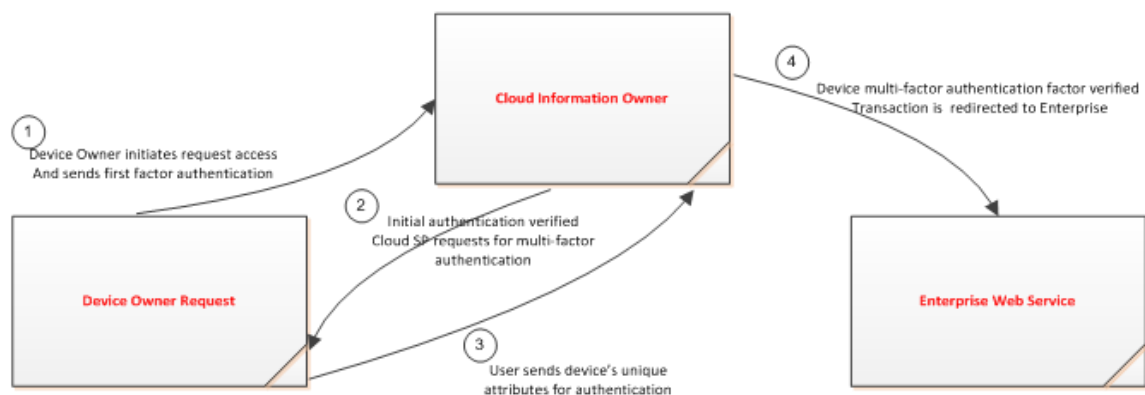 Cloud Information Owner
4
Device multi-factor authentication factor verified
Transaction is redirected to Enterprise
1
Device Owner initiates request access
And sends first factor authentication
2
Initial authentication verified
Cloud SP requests for multi-factor
authentication
Device Owner Request
Enterprise Web Service
3
User sends device's unique
attributes for authentication